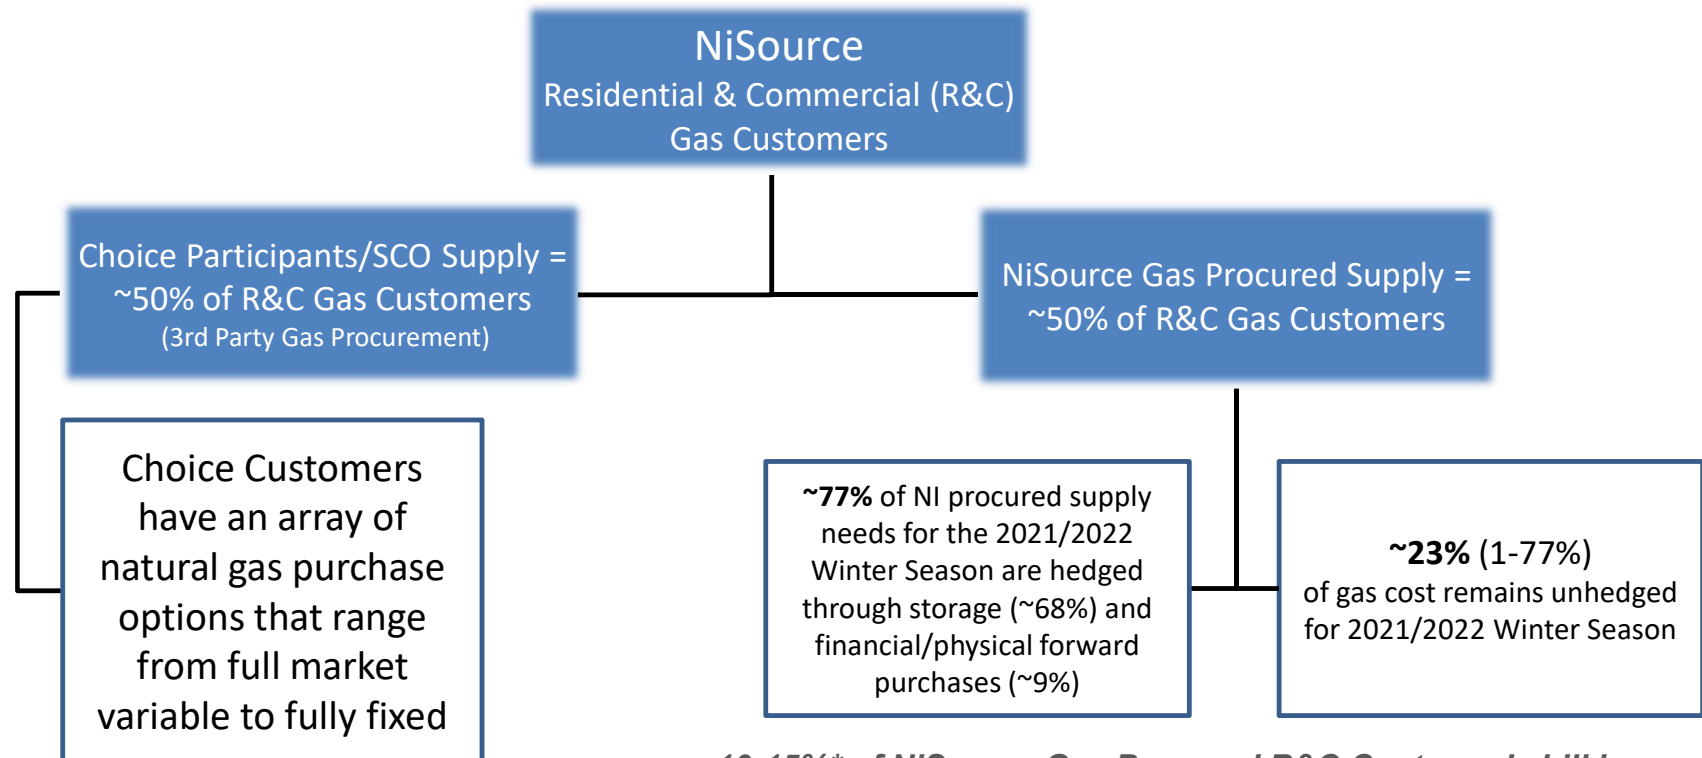 NiSource
Residential & Commercial (R&C)
Gas Customers
Choice Participants/SCO Supply =
~50% of R&C Gas Customers
(3rd Party Gas Procurement)
NiSource Gas Procured Supply =
~50% of R&C Gas Customers
Choice Customers
have an array of
natural gas purchase
options that range
from full market
variable to fully fixed
~77% of NI procured supply
needs for the 2021/2022
Winter Season are hedged
through storage (~68%) and
financial/physical forward
purchases (~9%)
~23% (1-77%)
of gas cost remains unhedged
for 2021/2022 Winter Season